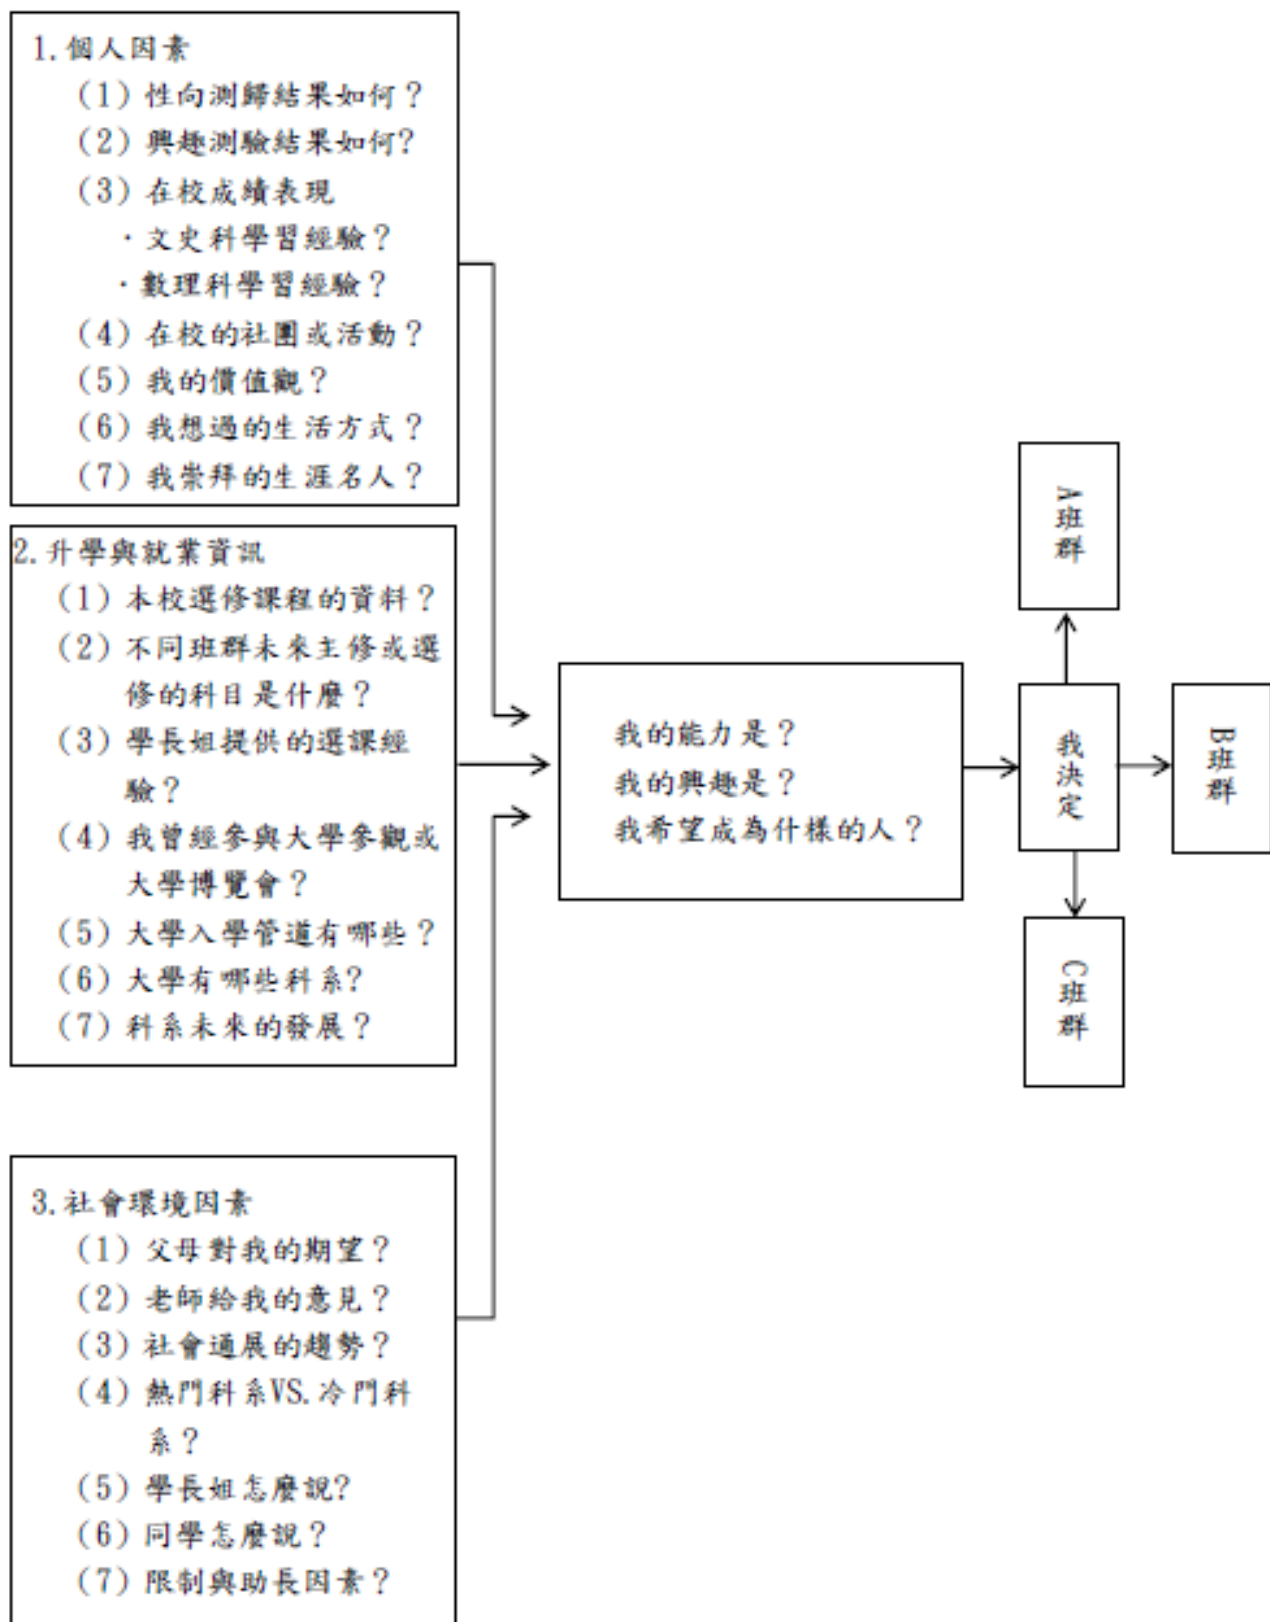 1.個人因素
(1)性向測歸結果如何？
(2)興趣測驗結果如何?
(3)在校成績表現
・文史科學習經驗？
・數理科學習經驗？
(4)在校的社團或活動？
(5)我的價值觀？
(6)我想過的生活方式？
(7)我崇拜的生涯名人？
2.升學與就業資訊
(1)本校選修課程的資料？
(2)不同班群未來主修或選
修的科目是什麼？
(3)學長姐提供的選課經
驗？
(4)我曾經參與大學參觀或
大學博覽會？
(5)大學入學管道有哪些？
(6)大學有哪些科系?
(7)科系未來的發展？
3.社會環境因素
(1)父母對我的期望？
(2)老師給我的意見？
(3)社會通展的趨勢？
(4)熱門科系VS.冷門科
系？
(5)學長姐怎麼說?
(6)同學怎麼說？
(7)限制與助長因素？
我的能力是？
我的興趣是？
我希望成為什樣的人？
我決定
A班群
B班群
C班群